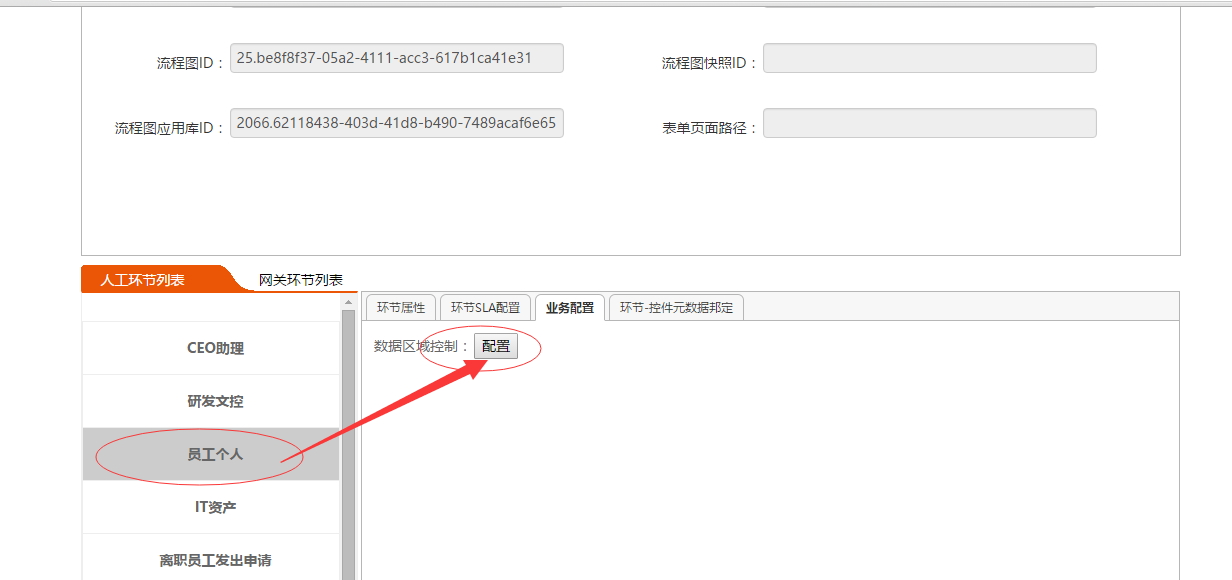 流程图ID： 25.be8f8f37-05a2-4111-acc3-617b1ca41e31 流程图快照ID：
流程图应用库ID： 2066.62118438-403d-41d8-b490-7489acaf6e65 表单页面路径：
人工环节列表 网关环节列表
环节属性 环节SLA配置 业务配置 环节-控件元数据邦定
数据区域控制： 配置
CEO助理
研发文控
员工个人
IT资产
离职员工发出申请